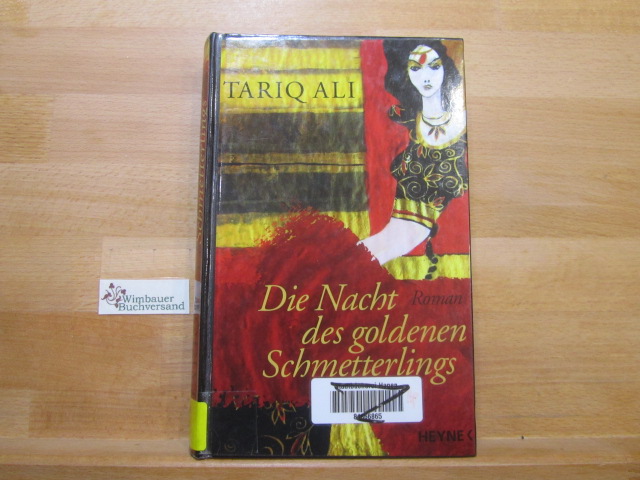 TARIQ ALI
Wimbauer
Buchversand
Die Nacht
Roman
des goldenen
Schmetterlings
HEYNE<